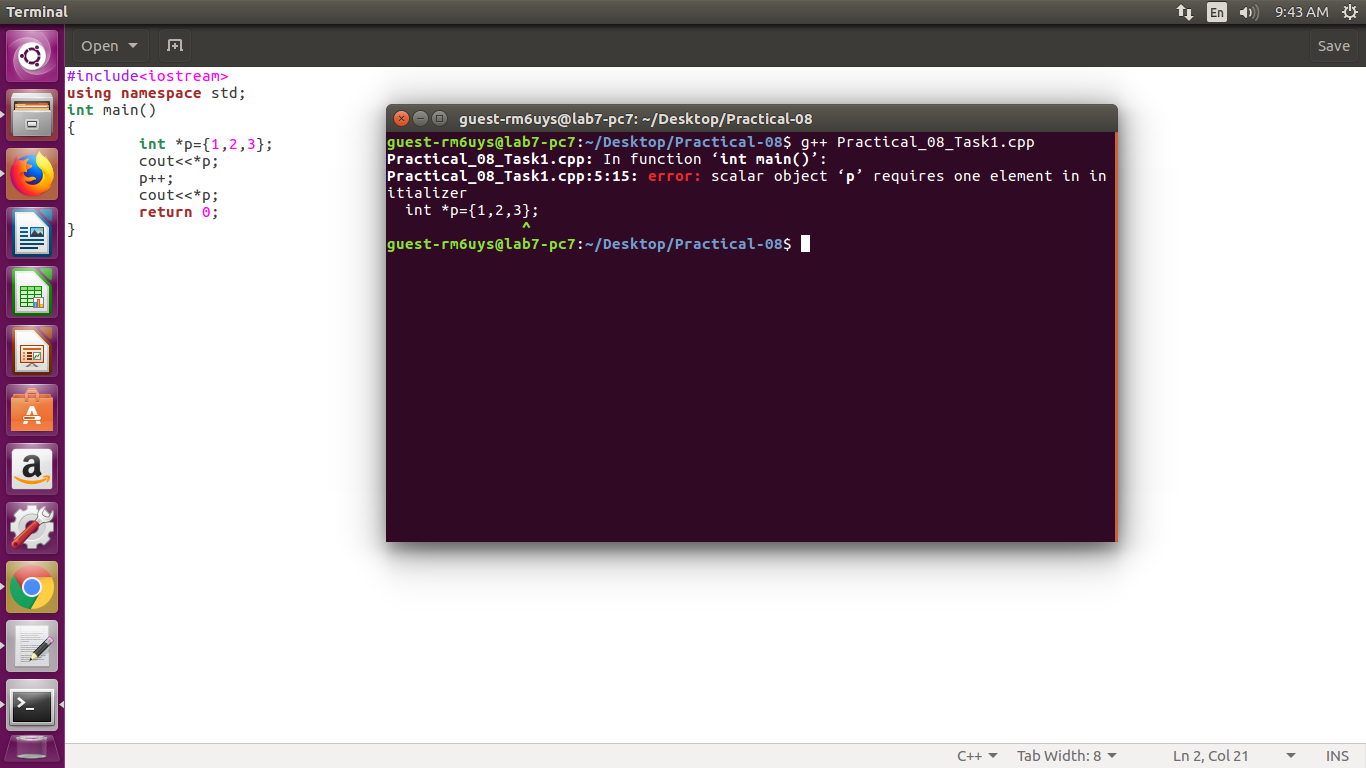 Terminal
En
9:43 AM
Open
Save
#include<iostream>
using namespace std;
int main()
{
int *p={1,2,3};
cout<<*p;
p++;
cout<<*p;
return 0;
}
guest-rm6uys@lab7-pc7: ~/Desktop/Practical-08
guest-rm6uys@lab7-pc7:~/Desktop/Practical-08$ g++ Practical_08_Task1.cpp
Practical_08_Task1.cpp: In function ‘int main()’:
Practical_08_Task1.cpp:5:15: error: scalar object ‘p’ requires one element in in
itializer
int *p={1,2,3};
^
guest-rm6uys@lab7-pc7:~/Desktop/Practical-08$
C++
Tab Width: 8
Ln 2, Col 21
INS